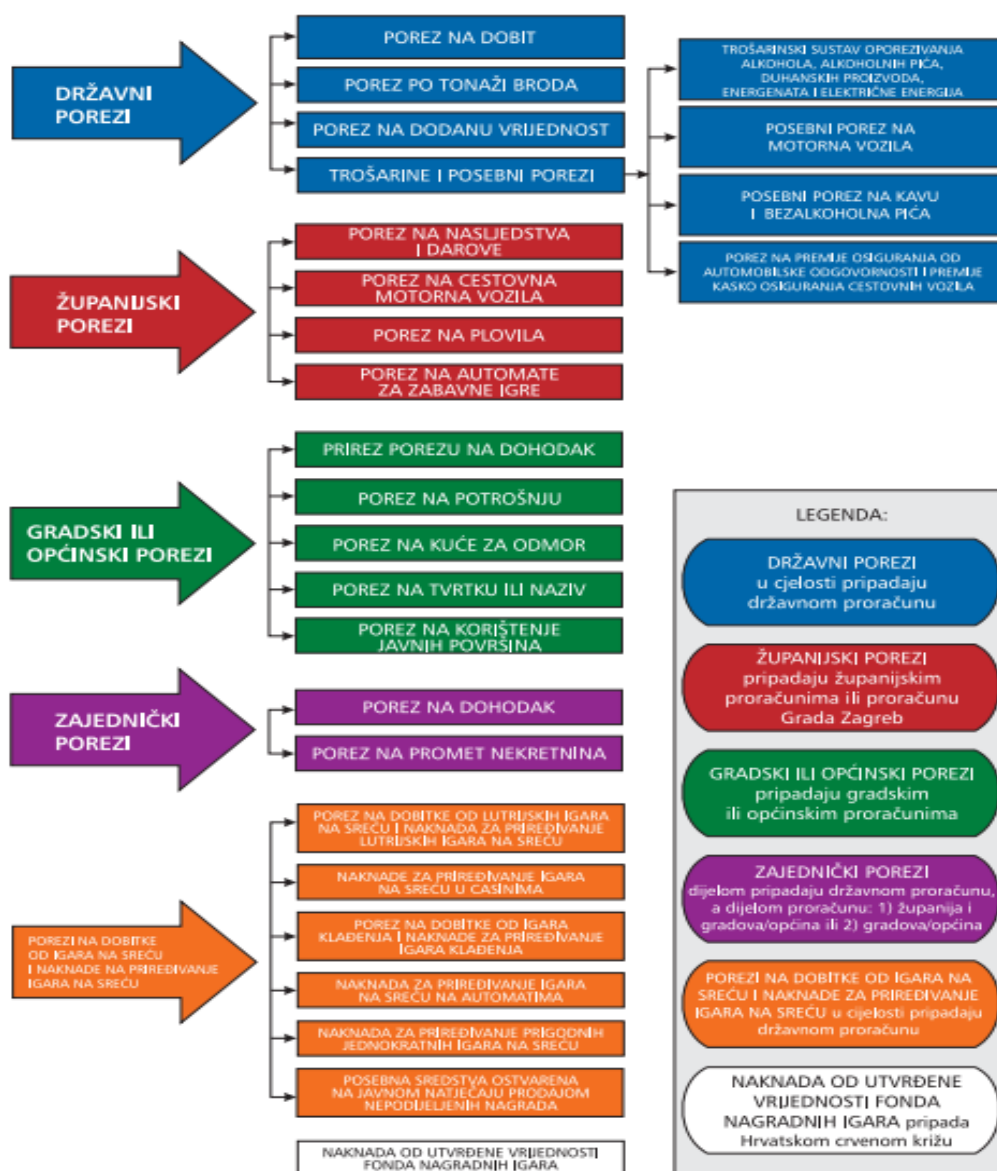 DRŽAVNI
POREZI
POREZ NA DOBIT
POREZ PO TONAŽI BRODA
POREZ NA DODANU VRIJEDNOST
TROŠARINE I POSEBNI POREZI
TROŠARINSKI SUSTAV OPOREZIVANJA
ALKOHOLA, ALKOHOLNIH PIĆA,
DUHANSKIH PROIZVODA,
ENERGENATA I ELEKTRIČNE ENERGIJA
POSEBNI POREZ NA
MOTORNA VOZILA
POSEBNI POREZ NA KAVU
I BEZALKOHOLNA PIĆA
POREZ NA PREMIJE OSIGURANJA OD
AUTOMOBILSKE ODGOVORNOSTI I PREMIJE
KASKO OSIGURANJA CESTOVNIH VOZILA
ŽUPANIJSKI
POREZI
POREZ NA NASLJEDSTVA
I DAROVE
POREZ NA CESTOVNA
MOTORNA VOZILA
POREZ NA PLOVILA
POREZ NA AUTOMATE
ZA ZABAVNE IGRE
GRADSKI ILI
OPĆINSKI POREZI
PRIREZ POREZU NA DOHODAK
POREZ NA POTROŠNJU
POREZ NA KUĆE ZA ODMOR
POREZ NA TVRTKU ILI NAZIV
POREZ NA KORIŠTENJE
JAVNIH POVRŠINA
ZAJEDNIČKI
POREZI
POREZ NA DOHODAK
POREZ NA PROMET NEKRETNINA
POREZI NA DOBITKE
OD IGARA NA SREĆU
I NAKNADE NA PRIREĐIVANJE
IGARA NA SREĆU
POREZ NA DOBITKE OD LUTRIJSKIH IGARA
NA SREĆU I NAKNADA ZA PRIREĐIVANJE
LUTRIJSKIH IGARA NA SREĆU
NAKNADE ZA PRIREĐIVANJE IGARA
NA SREĆU U CASINIMA
POREZ NA DOBITKE OD IGARA
KLAĐENJA I NAKNADE ZA PRIREĐIVANJE
IGARA KLAĐENJA
NAKNADA ZA PRIREĐIVANJE IGARA
NA SREĆU NA AUTOMATIMA
NAKNADA ZA PRIREĐIVANJE PRIGODNIH
JEDNOKRATNIH IGARA NA SREĆU
POSEBNA SREDSTVA OSTVARENA
NA JAVNOM NATJEČAJU PRODAJOM
NEPODIJELJENIH NAGRADA
NAKNADA OD UTVRĐENE VRIJEDNOSTI
FONDA NAGRADNIH IGARA
LEGENDA:
DRŽAVNI POREZI
u cjelosti pripadaju
državnom proračunu
ŽUPANIJSKI POREZI
pripadaju županijskim
proračunima ili proračunu
Grada Zagreb
GRADSKI ILI OPĆINSKI POREZI
pripadaju gradskim
ili općinskim proračunima
ZAJEDNIČKI POREZI
dijelom pripadaju državnom proračunu,
a dijelom proračunu: 1) županija i
gradova/općina ili 2) gradova/općina
POREZI NA DOBITKE OD IGARA NA
SREĆU I NAKNADE ZA PRIREĐIVANJE
IGARA NA SREĆU u cijelosti pripadaju
državnom proračunu
NAKNADA OD UTVRĐENE
VRIJEDNOSTI FONDA
NAGRADNIH IGARA pripada
Hrvatskom crvenom križu